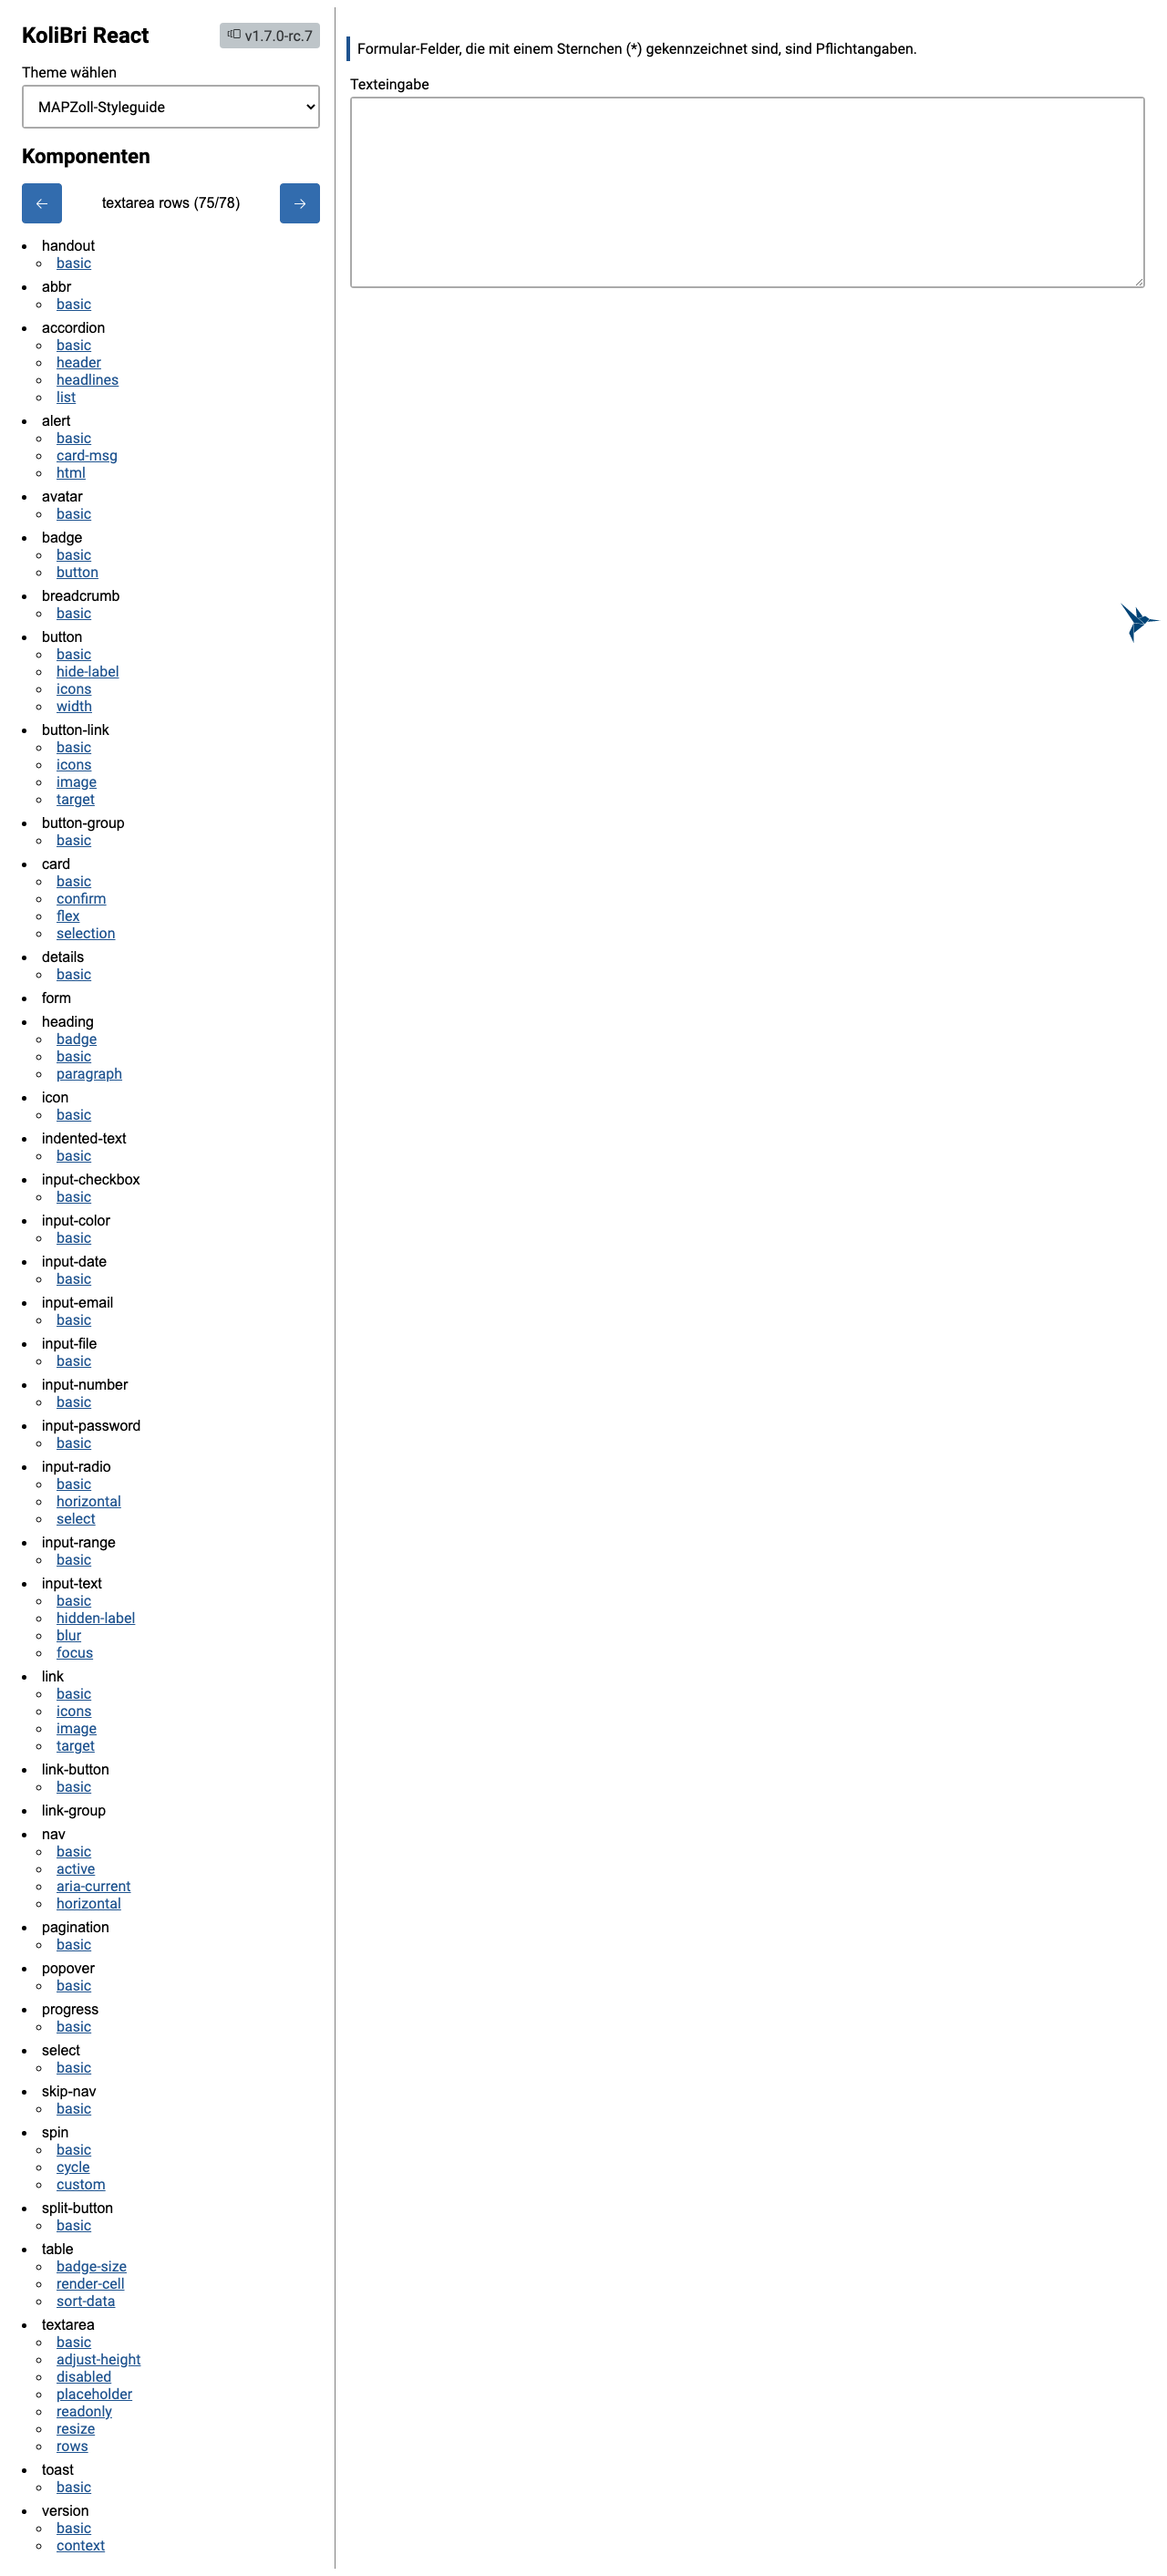 KoliBri React
v1.7.0-rc.7
Theme wählen
MAPZoll-Styleguide
Komponenten
← textarea rows (75/78) →
handout
basic
abbr
basic
accordion
basic
header
headlines
list
alert
basic
card-msg
html
avatar
basic
badge
basic
button
breadcrumb
basic
button
basic
hide-label
icons
width
button-link
basic
icons
image
target
button-group
basic
card
basic
confirm
flex
selection
details
basic
form
heading
badge
basic
paragraph
icon
basic
indented-text
basic
input-checkbox
basic
input-color
basic
input-date
basic
input-email
basic
input-file
basic
input-number
basic
input-password
basic
input-radio
basic
horizontal
select
input-range
basic
input-text
basic
hidden-label
blur
focus
link
basic
icons
image
target
link-button
basic
link-group
nav
basic
active
aria-current
horizontal
pagination
basic
popover
basic
progress
basic
select
basic
skip-nav
basic
spin
basic
cycle
custom
split-button
basic
table
badge-size
render-cell
sort-data
textarea
basic
adjust-height
disabled
placeholder
readonly
resize
rows
toast
basic
version
basic
context
Formular-Felder, die mit einem Sternchen (*) gekennzeichnet sind, sind Pflichtangaben.
Texteingabe